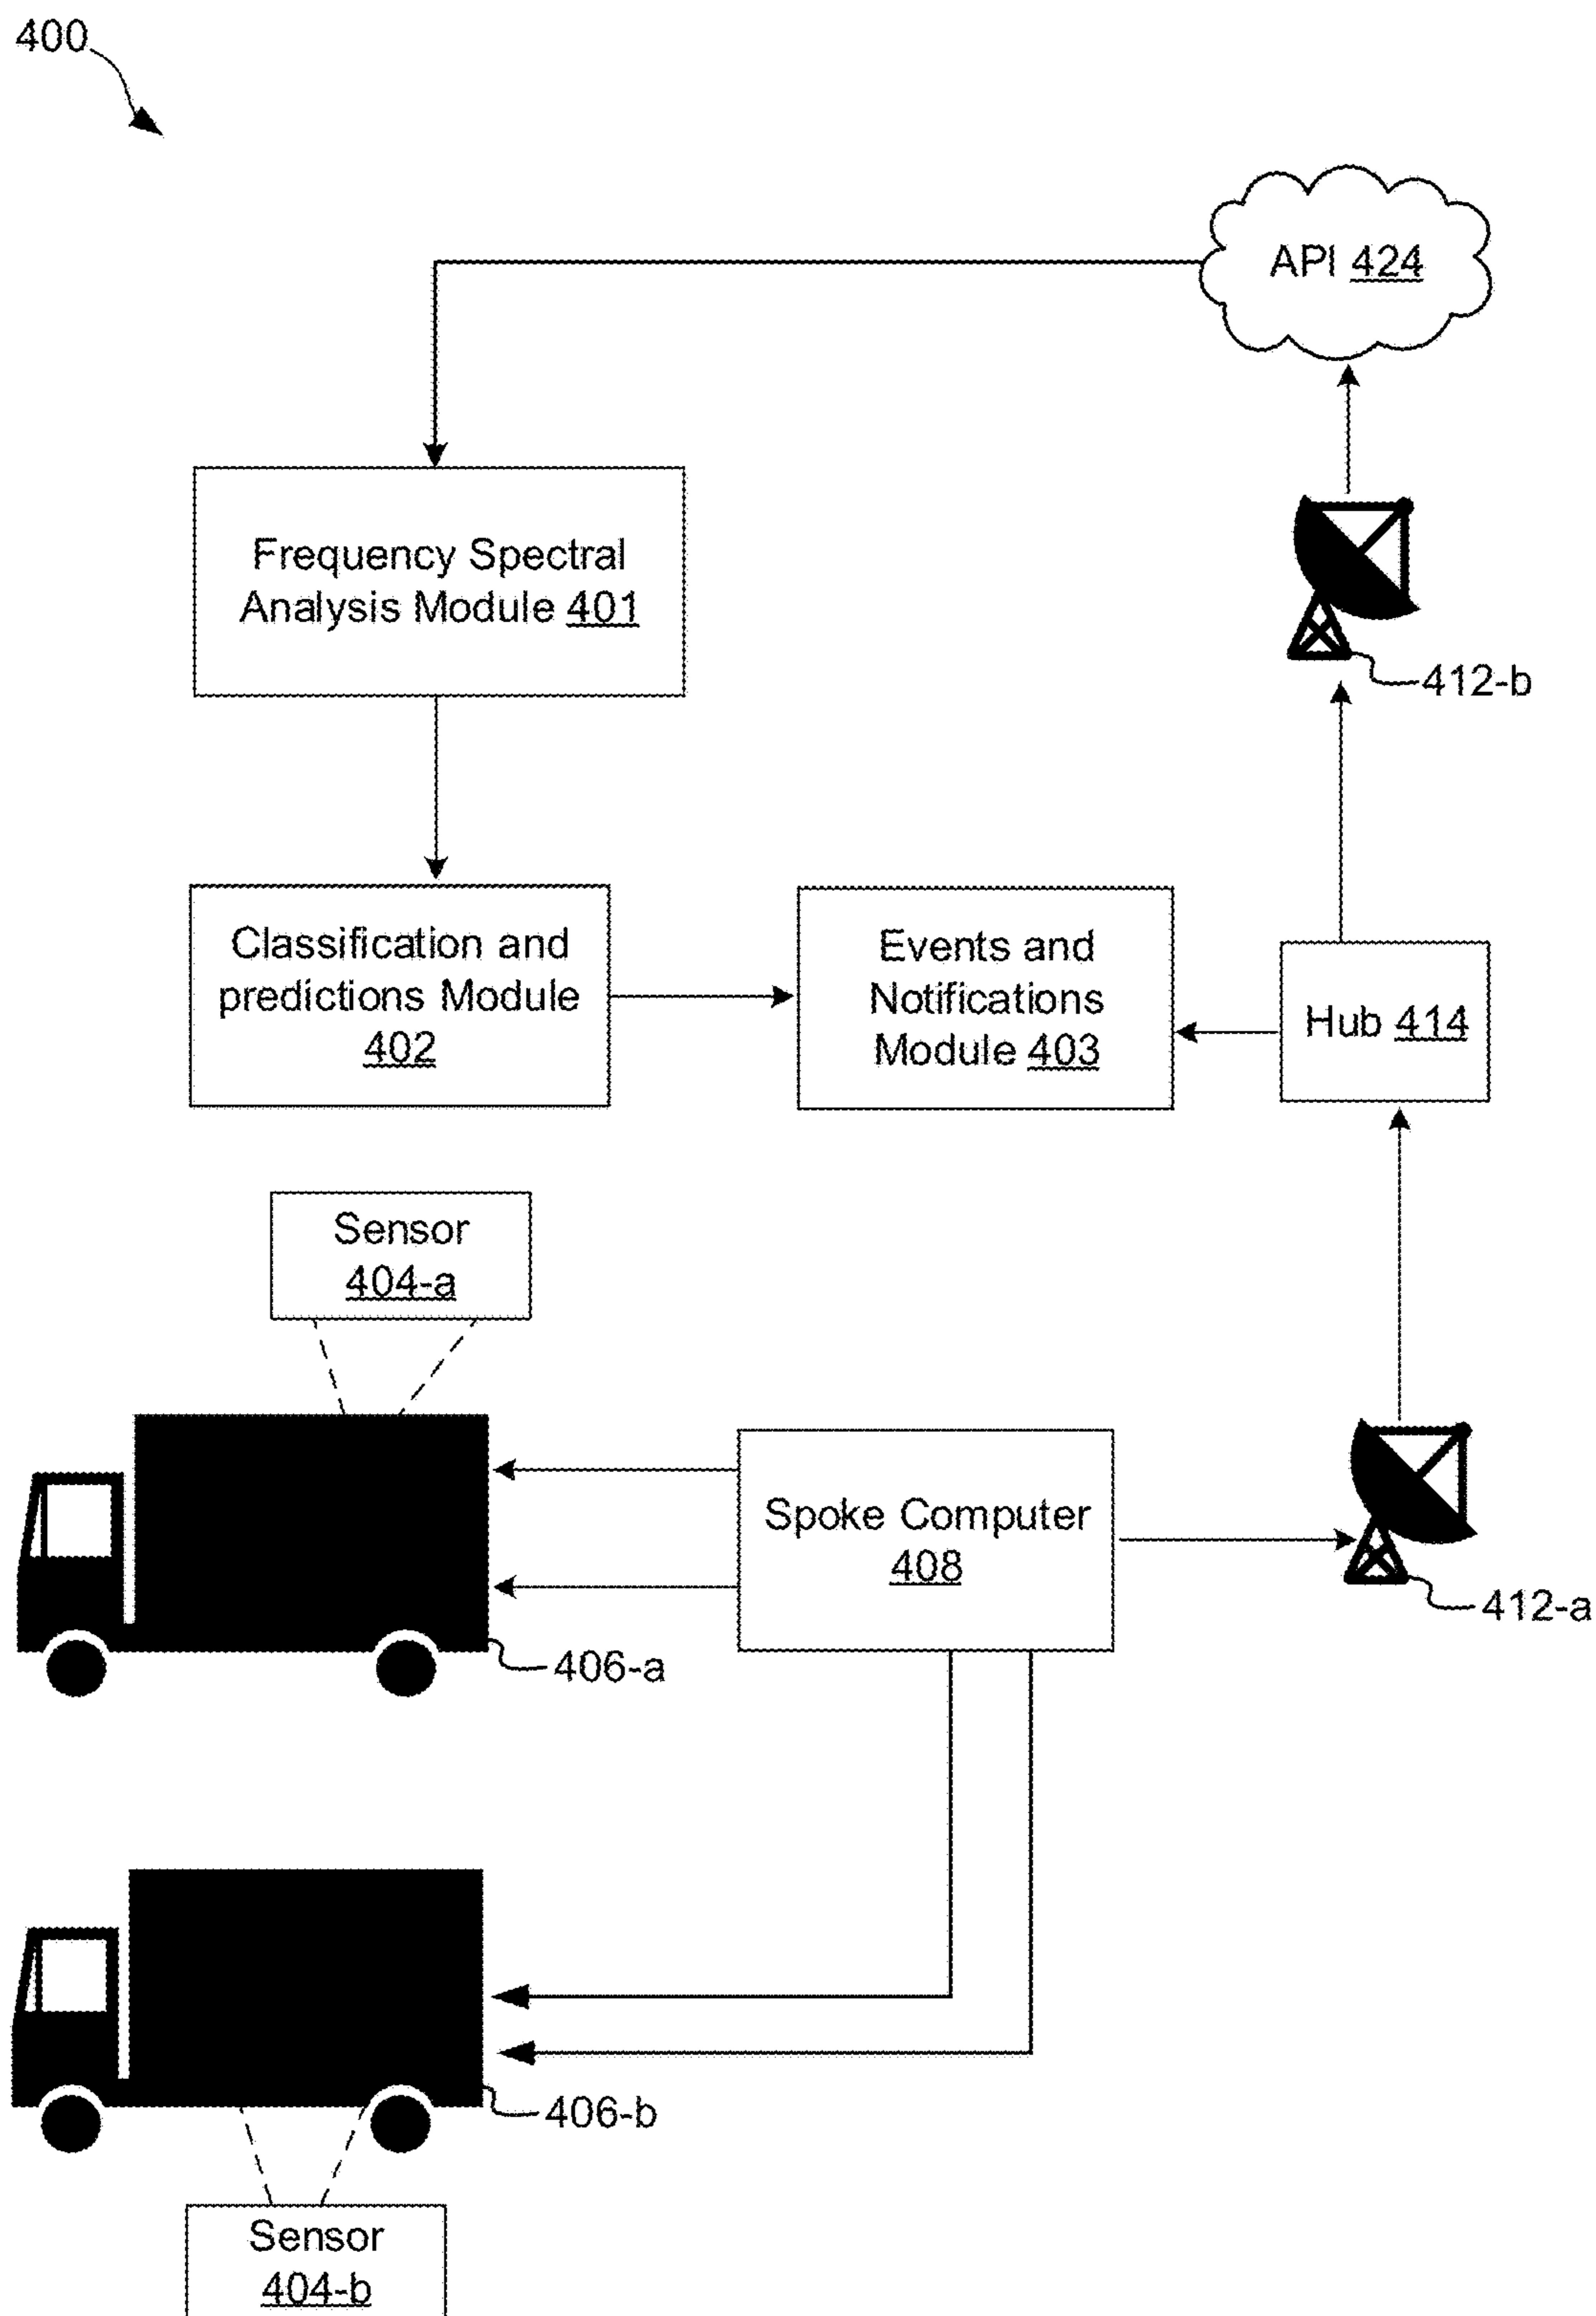 400
API 424
Frequency Spectral
Analysis Module 401
412-b
Classification and
predictions Module
402
Events and
Notifications
Module 403
Hub 414
Sensor
404-a
Spoke Computer
408
412-a
406-a
406-b
Sensor
404-b